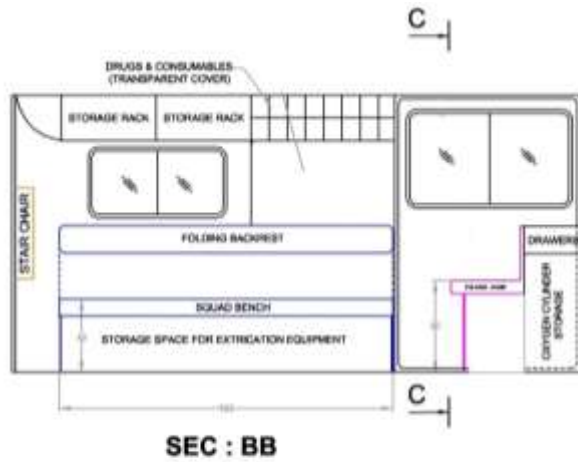 C
DRUGS & CONSUMABLES
(TRANSPARENT COVER)
STORAGE RACK
STORAGE RACK
STAIR CHAIR
FOLDING BACKREST
DRAWERS
SQUAD BENCH
OXYGEN CYLINDER
STORAGE
STORAGE SPACE FOR EXTRICATION EQUIPMENT
C
SEC : BB